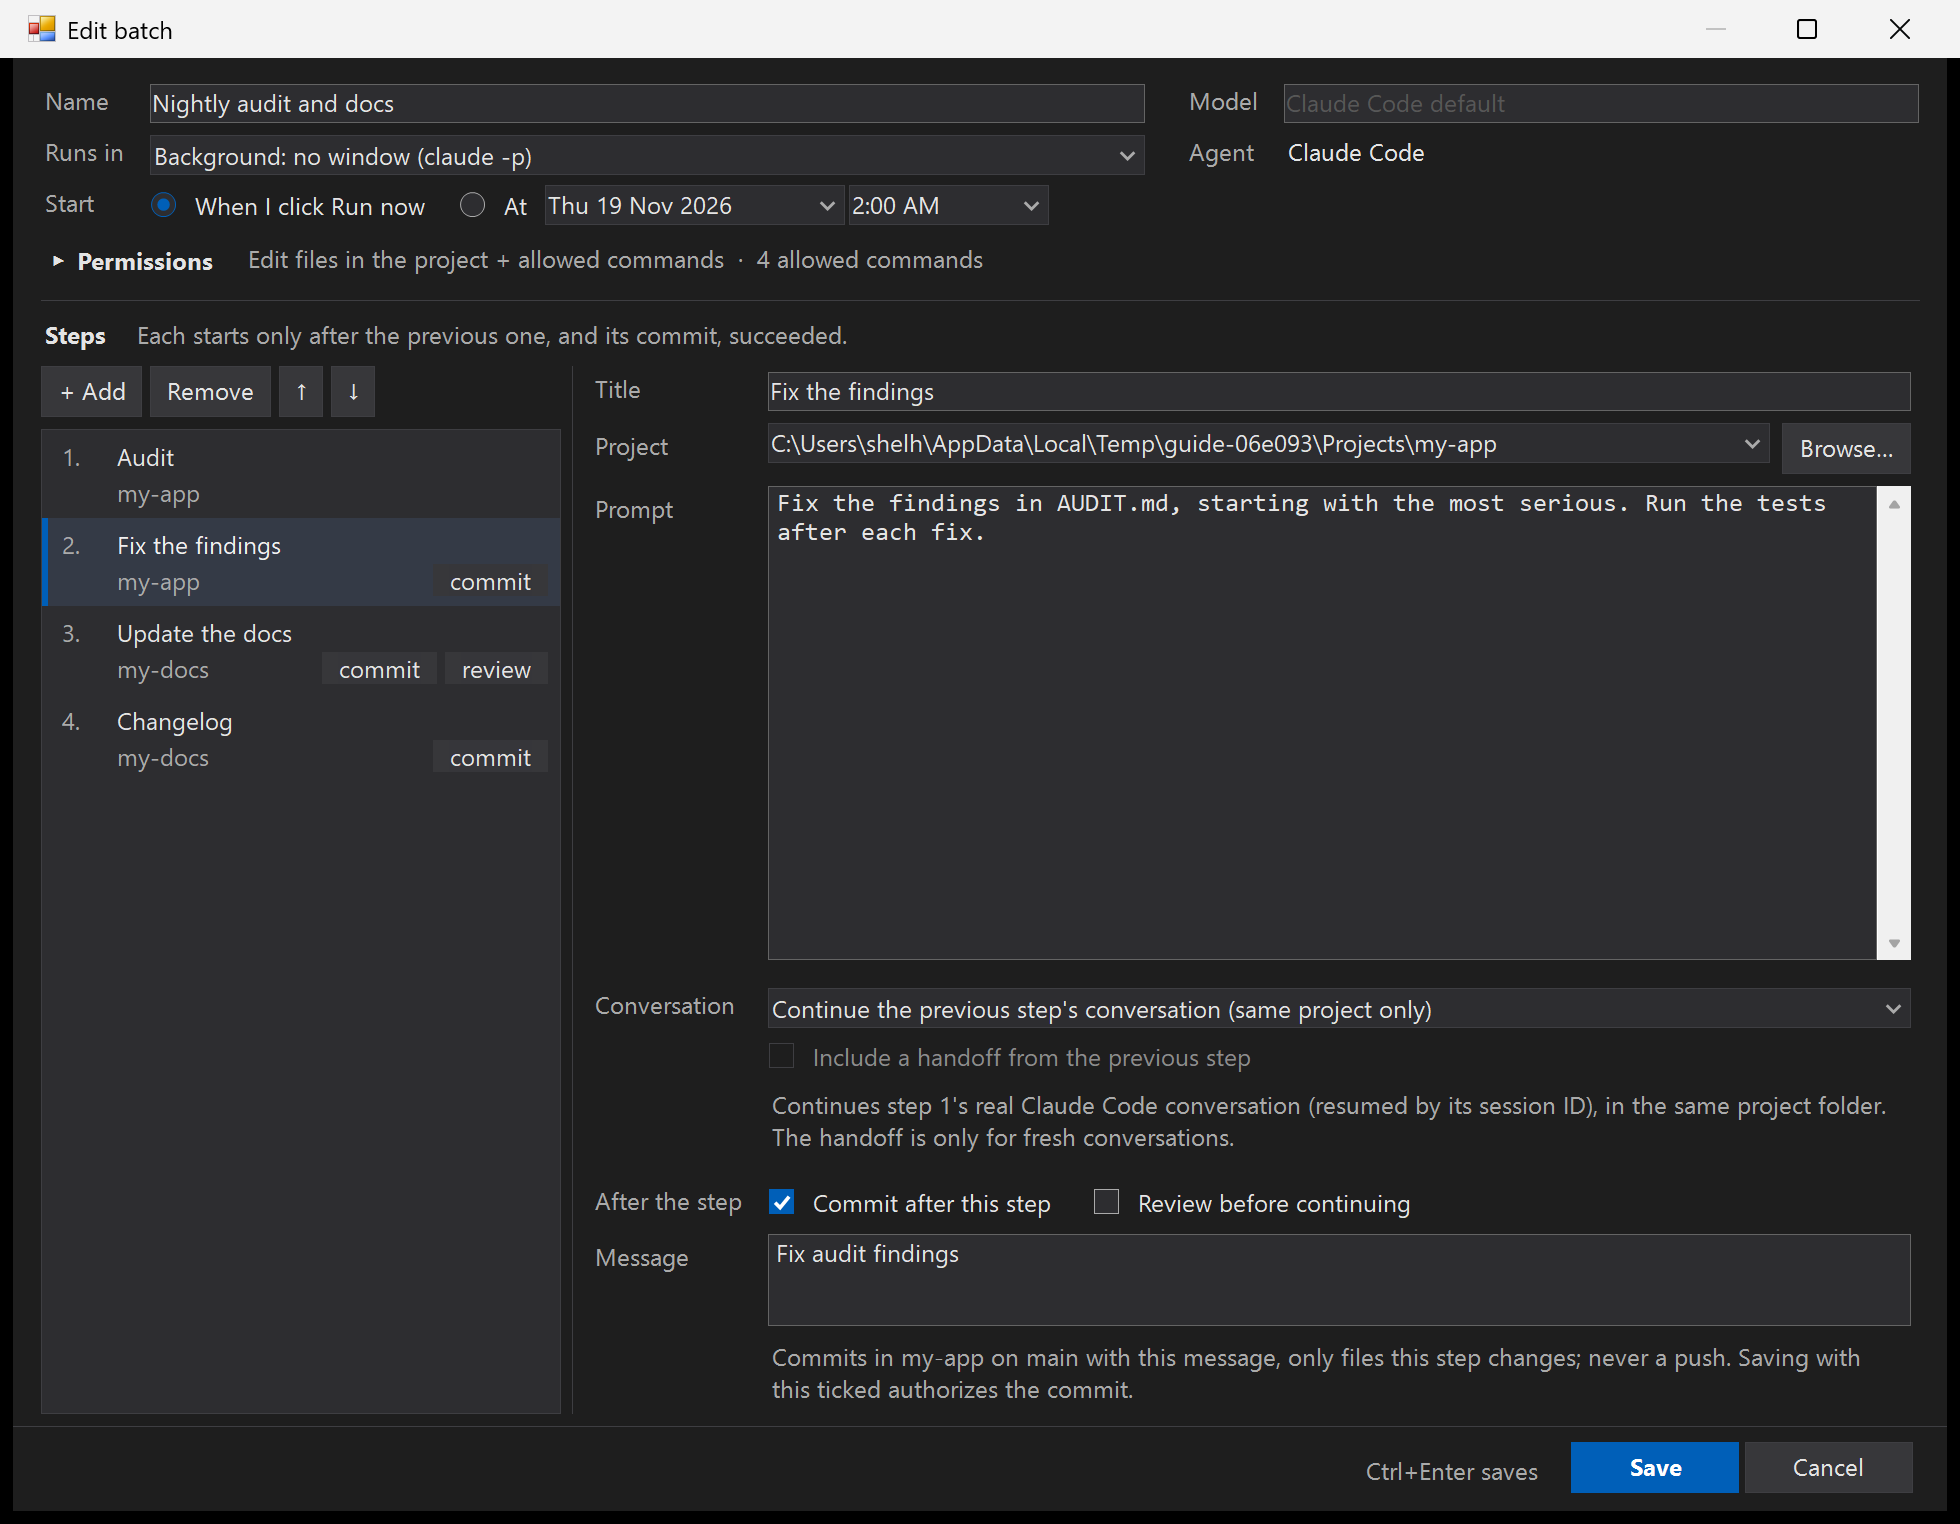 Edit batch
Name
Nightly audit and docs
Model
Claude Code default
Runs in
Background: no window (claude -p)
Agent
Claude Code
Start
When I click Run now
At
Thu 19 Nov 2026
2:00 AM
Permissions
Edit files in the project + allowed commands · 4 allowed commands
Steps
Each starts only after the previous one, and its commit, succeeded.
+ Add
Remove
↑
↓
1.
Audit
my-app
2.
Fix the findings
my-app
commit
3.
Update the docs
my-docs
commit
review
4.
Changelog
my-docs
commit
Title
Fix the findings
Project
C:\Users\shelh\AppData\Local\Temp\guide-06e093\Projects\my-app
Browse...
Prompt
Fix the findings in AUDIT.md, starting with the most serious. Run the tests
after each fix.
Conversation
Continue the previous step's conversation (same project only)
Include a handoff from the previous step
Continues step 1's real Claude Code conversation (resumed by its session ID), in the same project folder.
The handoff is only for fresh conversations.
After the step
Commit after this step
Review before continuing
Message
Fix audit findings
Commits in my-app on main with this message, only files this step changes; never a push. Saving with
this ticked authorizes the commit.
Ctrl+Enter saves
Save
Cancel